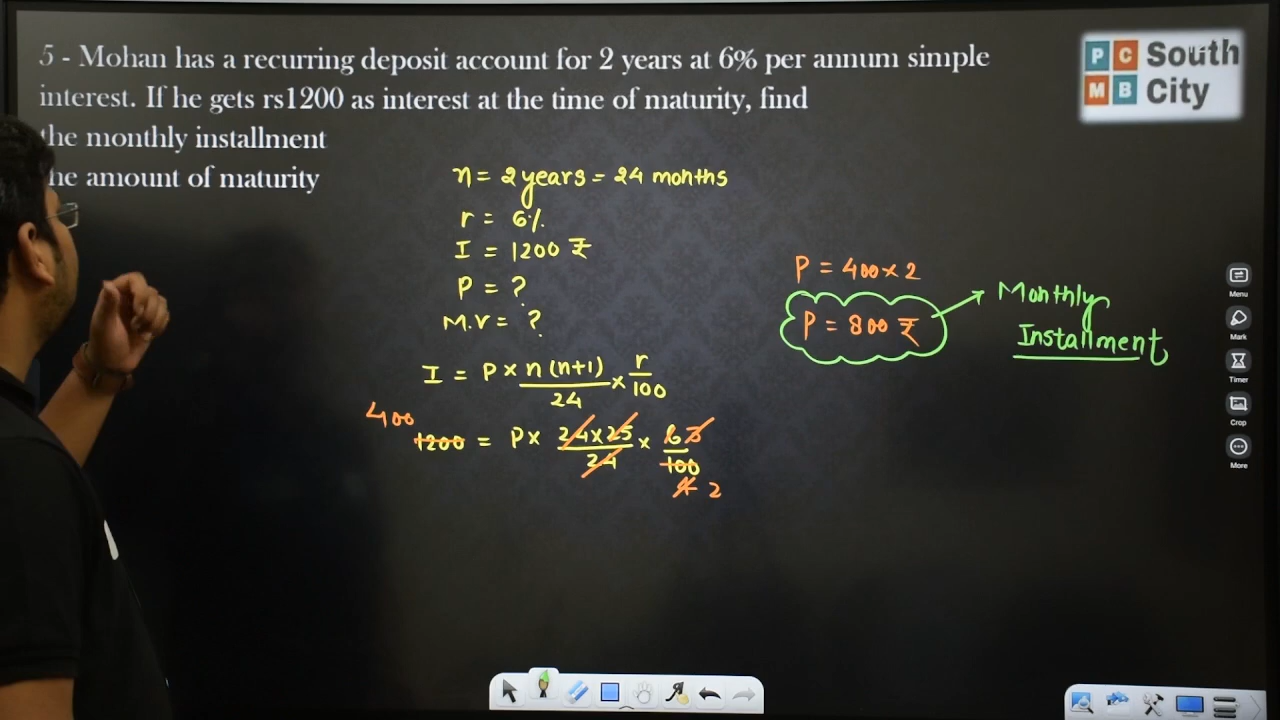 5 - Mohan has a recurring deposit account for 2 years at 6% per annum simple
interest. If he gets rs1200 as interest at the time of maturity, find
the monthly installment
he amount of maturity
P C South
M B City
n = 2 years = 24 months
r = 6%
I = 1200 ₹
P = ?
M.V = ?
I = P × n (n+1) / 24 × r / 100
400
1200 = P × 24×25 / 24 × 6 3 / 100
4 2
P = 400 × 2
P = 800 ₹
Monthly
Installment
Menu
Mark
Timer
Crop
More